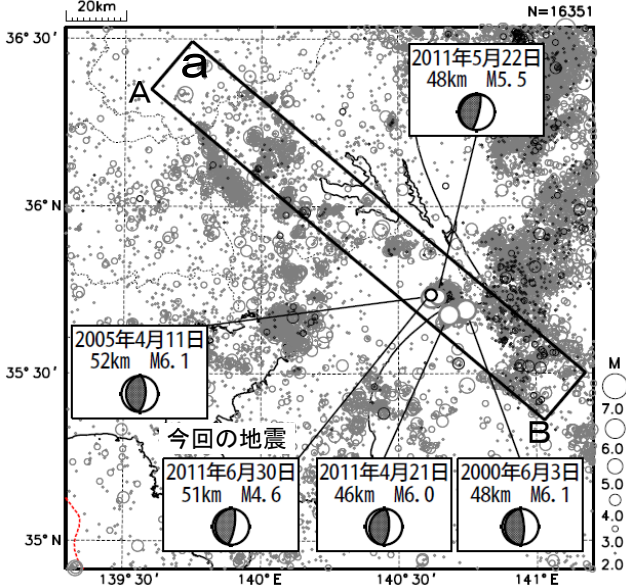 20km
N=16351
36°30'
36°N
35°30'
35°N
139°30'
140°E
140°30'
141°E
A
a
B
2011年5月22日
48km M5.5
2005年4月11日
52km M6.1
今回の地震
2011年6月30日
51km M4.6
2011年4月21日
46km M6.0
2000年6月3日
48km M6.1
M
7.0
6.0
5.0
4.0
3.0
2.0